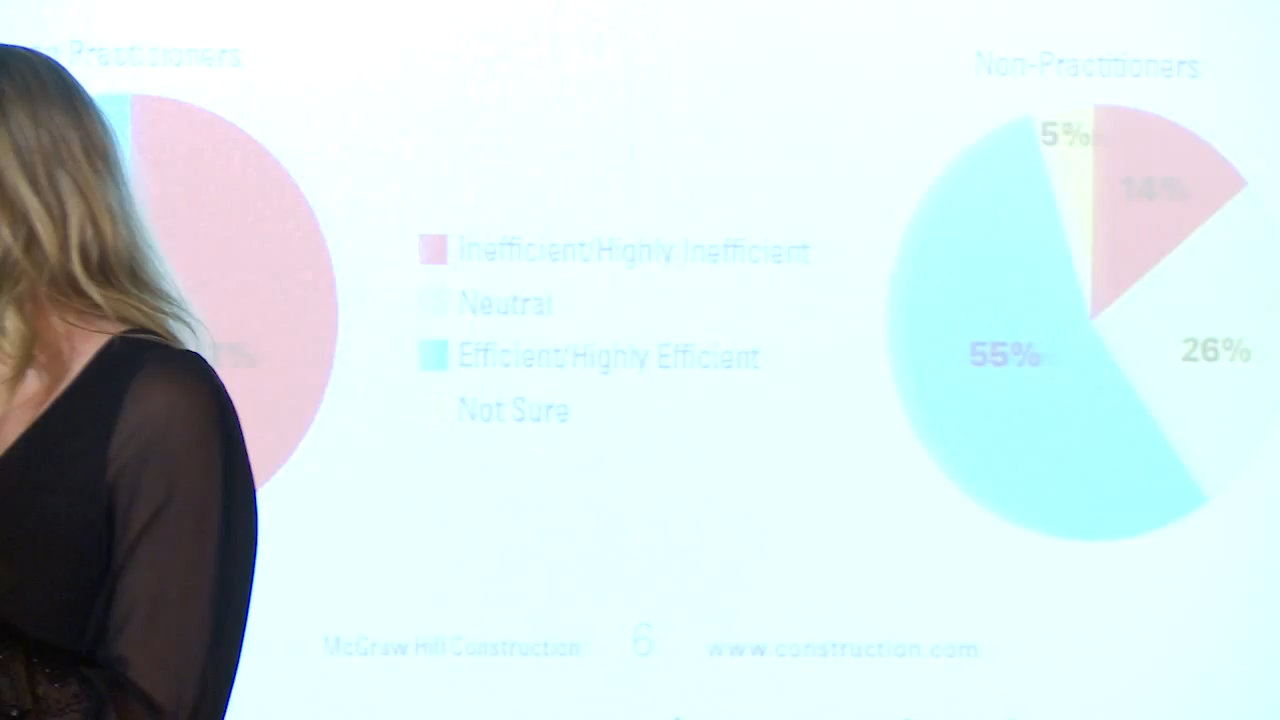 Practitioners
Non-Practitioners
5%
14%
Inefficient/Highly Inefficient
Neutral
Efficient/Highly Efficient
Not Sure
55%
26%
McGraw Hill Construction
6
www.construction.com